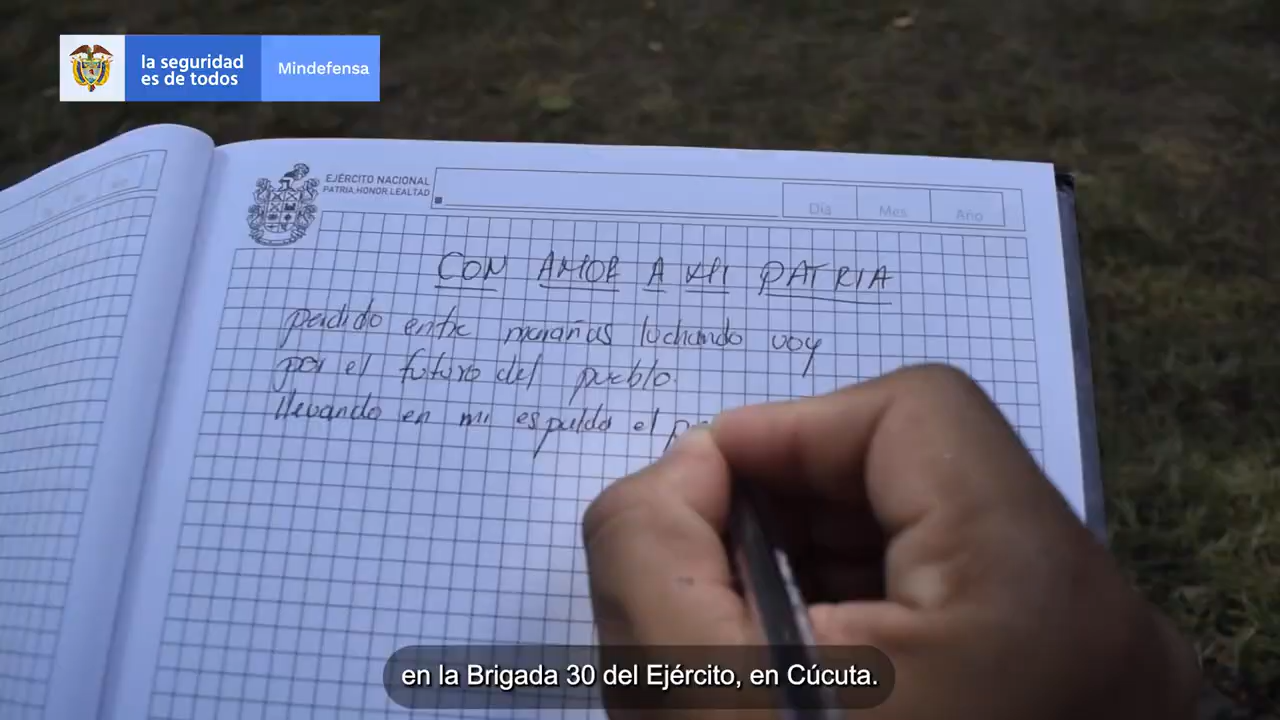 la seguridad
es de todos
Mindefensa
EJÉRCITO NACIONAL
PATRIA, HONOR, LEALTAD
Día Mes Año
CON AMOR A MI PATRIA
perdido entre marañas luchando voy
por el futuro del pueblo.
llevando en mi espalda el
en la Brigada 30 del Ejército, en Cúcuta.